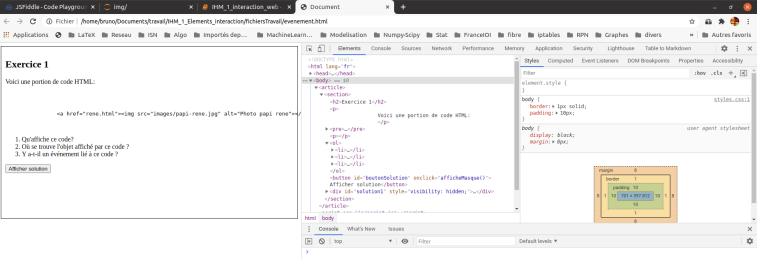 JSFiddle - Code Playground
img/
IHM_1_interaction_web -
Document
Fichier | /home/bruno/Documents/travail/IHM_1_Elements_interaction/fichiersTravail/evenement.html
Applications
LaTeX
Reseau
ISN
Algo
Importés dep...
MachineLearn...
Modelisation
Numpy-Scipy
Stat
FranceIOI
fibre
iptables
RPN
Graphes
divers
»
Autres favoris
Exercice 1
Voici une portion de code HTML:
<a href="rene.html"><img src="images/papi-rene.jpg" alt="Photo papi rene"></
1. Qu'affiche ce code?
2. Où se trouve l'objet affiché par ce code ?
3. Y a-t-il un événement lié à ce code ?
Afficher solution
Elements
Console
Sources
Network
Performance
Memory
Application
Security
Lighthouse
Table to Markdown
<!DOCTYPE html>
<html lang="fr">
<head>…</head>
<body> == $0
<article>
<section>
<h2>Exercice 1</h2>
<p>
Voici une portion de code HTML:
</p>
<pre>…</pre>
<p></p>
<ol>
<li>…</li>
<li>…</li>
<li>…</li>
</ol>
<button id="boutonSolution" onclick="afficheMasque()">
Afficher solution</button>
<div id="solution1" style="visibility: hidden;">…</div>
</section>
</article>
html body
Styles
Computed
Event Listeners
DOM Breakpoints
Properties
»
Filter
:hov .cls +
element.style {
}
body {
styles.css:1
border: 1px solid;
padding: 10px;
}
body {
user agent stylesheet
display: block;
margin: 8px;
}
margin 8
border 1
padding 10
8 1 10
10 1 8
10
1
8
Console
What's New
Issues
top
Filter
Default levels